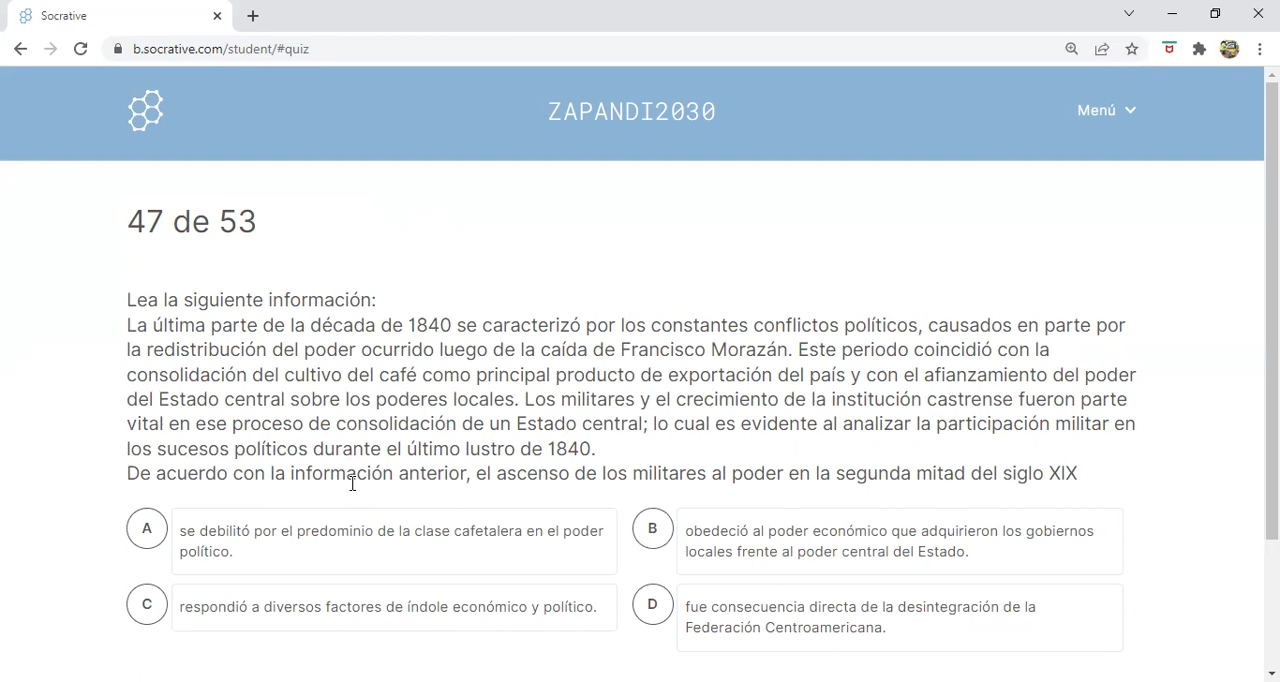 Socrative
b.socrative.com/student/#quiz
ZAPANDI2030
Menú
47 de 53
Lea la siguiente información:
La última parte de la década de 1840 se caracterizó por los constantes conflictos políticos, causados en parte por
la redistribución del poder ocurrido luego de la caída de Francisco Morazán. Este periodo coincidió con la
consolidación del cultivo del café como principal producto de exportación del país y con el afianzamiento del poder
del Estado central sobre los poderes locales. Los militares y el crecimiento de la institución castrense fueron parte
vital en ese proceso de consolidación de un Estado central; lo cual es evidente al analizar la participación militar en
los sucesos políticos durante el último lustro de 1840.
De acuerdo con la información anterior, el ascenso de los militares al poder en la segunda mitad del siglo XIX
A
se debilitó por el predominio de la clase cafetalera en el poder
político.
B
obedeció al poder económico que adquirieron los gobiernos
locales frente al poder central del Estado.
C
respondió a diversos factores de índole económico y político.
D
fue consecuencia directa de la desintegración de la
Federación Centroamericana.